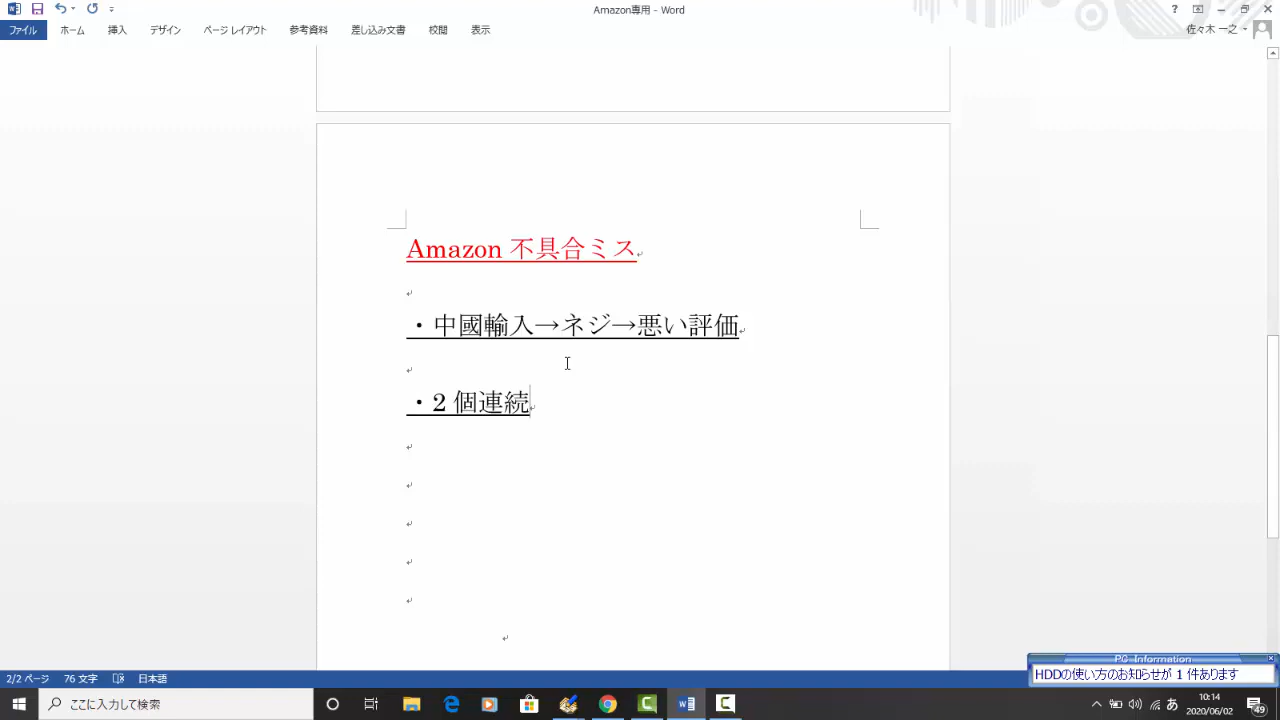 Amazon専用 - Word
ファイル ホーム 挿入 デザイン ページ レイアウト 参考資料 差し込み文書 校閲 表示 佐々木 一之
Amazon 不具合ミス
・中國輸入→ネジ→悪い評価
・2 個連続
2/2 ページ 76 文字 日本語
PC Information
HDDの使い方のお知らせが 1 件あります
ここに入力して検索
あ
10:14
2020/06/02
49